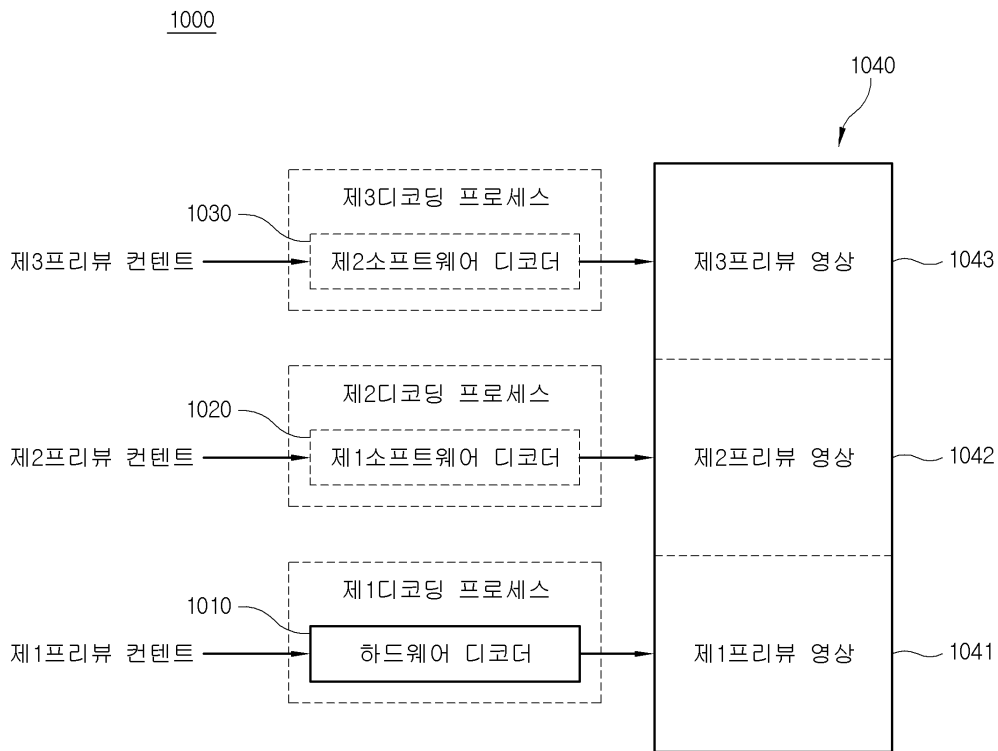 1000
1040
제3디코딩 프로세스
1030
제3프리뷰 컨텐트
제2소프트웨어 디코더
제3프리뷰 영상
1043
제2디코딩 프로세스
1020
제2프리뷰 컨텐트
제1소프트웨어 디코더
제2프리뷰 영상
1042
제1디코딩 프로세스
1010
제1프리뷰 컨텐트
하드웨어 디코더
제1프리뷰 영상
1041